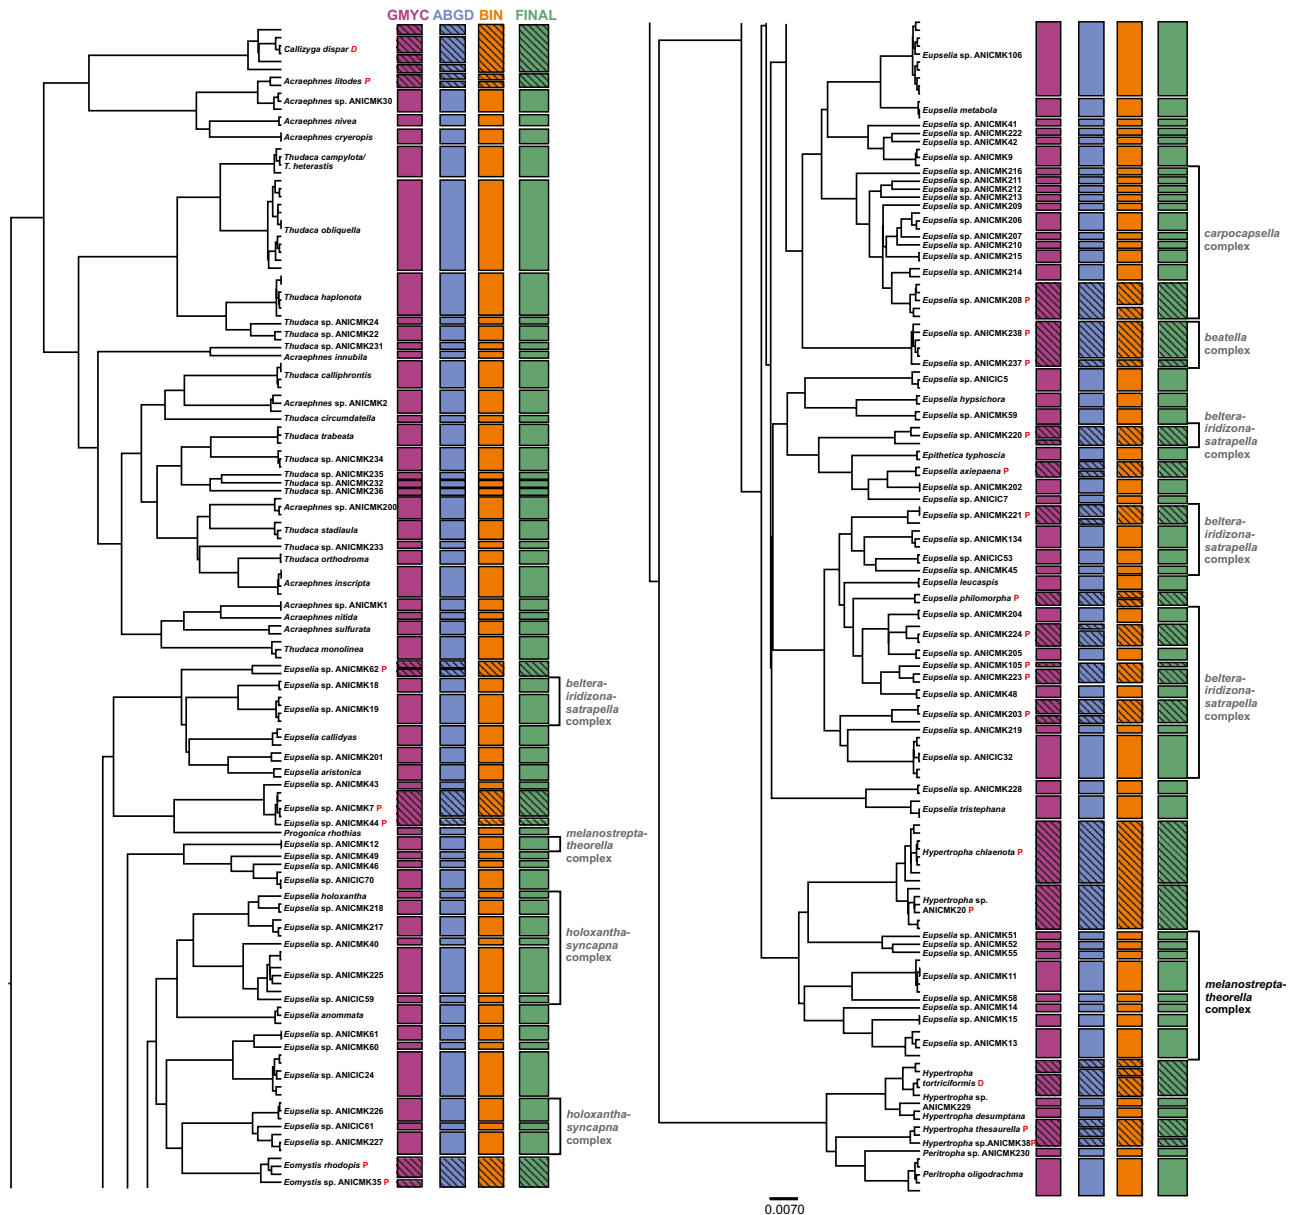 GMYC ABGD BIN FINAL
Callizyga dispar D
Acraephnes litodes P
Acraephnes sp. ANICMK30
Acraephnes nivea
Acraephnes cryeropis
Thudaca campylota/
T. heterastis
Thudaca obliquella
Thudaca haplonota
Thudaca sp. ANICMK24
Thudaca sp. ANICMK22
Thudaca sp. ANICMK231
Acraephnes innubila
Thudaca calliphrontis
Acraephnes sp. ANICMK2
Thudaca circumdatella
Thudaca trabeata
Thudaca sp. ANICMK234
Thudaca sp. ANICMK235
Thudaca sp. ANICMK232
Thudaca sp. ANICMK236
Acraephnes sp. ANICMK200
Thudaca stadiaula
Thudaca sp. ANICMK233
Thudaca orthodroma
Acraephnes inscripta
Acraephnes sp. ANICMK1
Acraephnes nitida
Acraephnes sulfurata
Thudaca monolinea
Eupselia sp. ANICMK62 P
Eupselia sp. ANICMK18
Eupselia sp. ANICMK19
Eupselia callidyas
Eupselia sp. ANICMK201
Eupselia aristonica
Eupselia sp. ANICMK43
Eupselia sp. ANICMK7 P
Eupselia sp. ANICMK44 P
Progonica rhothias
Eupselia sp. ANICMK12
Eupselia sp. ANICMK49
Eupselia sp. ANICMK46
Eupselia sp. ANICIC70
Eupselia holoxantha
Eupselia sp. ANICMK218
Eupselia sp. ANICMK217
Eupselia sp. ANICMK40
Eupselia sp. ANICMK225
Eupselia sp. ANICIC59
Eupselia anommata
Eupselia sp. ANICMK61
Eupselia sp. ANICMK60
Eupselia sp. ANICIC24
Eupselia sp. ANICMK226
Eupselia sp. ANICIC61
Eupselia sp. ANICMK227
Eomystis rhodopis P
Eomystis sp. ANICMK35 P
beltera-
iridizona-
satrapella
complex
melanostrepta-
theorella
complex
holoxantha-
syncapna
complex
holoxantha-
syncapna
complex
Eupselia sp. ANICMK106
Eupselia metabola
Eupselia sp. ANICMK41
Eupselia sp. ANICMK222
Eupselia sp. ANICMK42
Eupselia sp. ANICMK9
Eupselia sp. ANICMK216
Eupselia sp. ANICMK211
Eupselia sp. ANICMK212
Eupselia sp. ANICMK213
Eupselia sp. ANICMK209
Eupselia sp. ANICMK206
Eupselia sp. ANICMK207
Eupselia sp. ANICMK210
Eupselia sp. ANICMK215
Eupselia sp. ANICMK214
Eupselia sp. ANICMK208 P
Eupselia sp. ANICMK238 P
Eupselia sp. ANICMK237 P
Eupselia sp. ANICIC5
Eupselia hypsichora
Eupselia sp. ANICMK59
Eupselia sp. ANICMK220 P
Epithetica typhoscia
Eupselia axiepaena P
Eupselia sp. ANICMK202
Eupselia sp. ANICIC7
Eupselia sp. ANICMK221 P
Eupselia sp. ANICMK134
Eupselia sp. ANICIC53
Eupselia sp. ANICMK45
Eupselia leucaspis
Eupselia philomorpha P
Eupselia sp. ANICMK204
Eupselia sp. ANICMK224 P
Eupselia sp. ANICMK205
Eupselia sp. ANICMK105 P
Eupselia sp. ANICMK223 P
Eupselia sp. ANICMK48
Eupselia sp. ANICMK203 P
Eupselia sp. ANICMK219
Eupselia sp. ANICIC32
Eupselia sp. ANICMK228
Eupselia tristephana
Hypertropha chlaenota P
Hypertropha sp.
ANICMK20 P
Eupselia sp. ANICMK51
Eupselia sp. ANICMK52
Eupselia sp. ANICMK55
Eupselia sp. ANICMK11
Eupselia sp. ANICMK58
Eupselia sp. ANICMK14
Eupselia sp. ANICMK15
Eupselia sp. ANICMK13
Hypertropha
tortriciformis D
Hypertropha sp.
ANICMK229
Hypertropha desumptana
Hypertropha thesaurella P
Hypertropha sp.ANICMK38P
Peritropha sp. ANICMK230
Peritropha oligodrachma
carpocapsella
complex
beatella
complex
beltera-
iridizona-
satrapella
complex
beltera-
iridizona-
satrapella
complex
beltera-
iridizona-
satrapella
complex
melanostrepta-
theorella
complex
0.0070